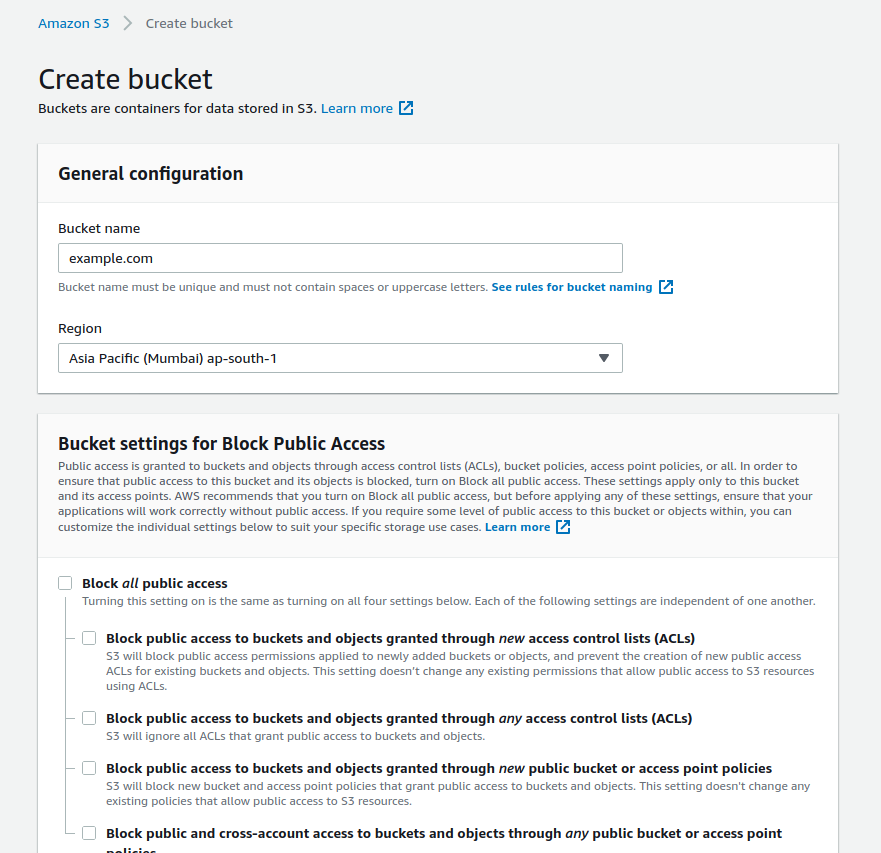 Amazon S3 > Create bucket
Create bucket
Buckets are containers for data stored in S3. Learn more
General configuration
Bucket name
example.com
Bucket name must be unique and must not contain spaces or uppercase letters. See rules for bucket naming
Region
Asia Pacific (Mumbai) ap-south-1
Bucket settings for Block Public Access
Public access is granted to buckets and objects through access control lists (ACLs), bucket policies, access point policies, or all. In order to
ensure that public access to this bucket and its objects is blocked, turn on Block all public access. These settings apply only to this bucket
and its access points. AWS recommends that you turn on Block all public access, but before applying any of these settings, ensure that your
applications will work correctly without public access. If you require some level of public access to this bucket or objects within, you can
customize the individual settings below to suit your specific storage use cases. Learn more
Block all public access
Turning this setting on is the same as turning on all four settings below. Each of the following settings are independent of one another.
Block public access to buckets and objects granted through new access control lists (ACLs)
S3 will block public access permissions applied to newly added buckets or objects, and prevent the creation of new public access
ACLs for existing buckets and objects. This setting doesn't change any existing permissions that allow public access to S3 resources
using ACLs.
Block public access to buckets and objects granted through any access control lists (ACLs)
S3 will ignore all ACLs that grant public access to buckets and objects.
Block public access to buckets and objects granted through new public bucket or access point policies
S3 will block new bucket and access point policies that grant public access to buckets and objects. This setting doesn't change any
existing policies that allow public access to S3 resources.
Block public and cross-account access to buckets and objects through any public bucket or access point
policies